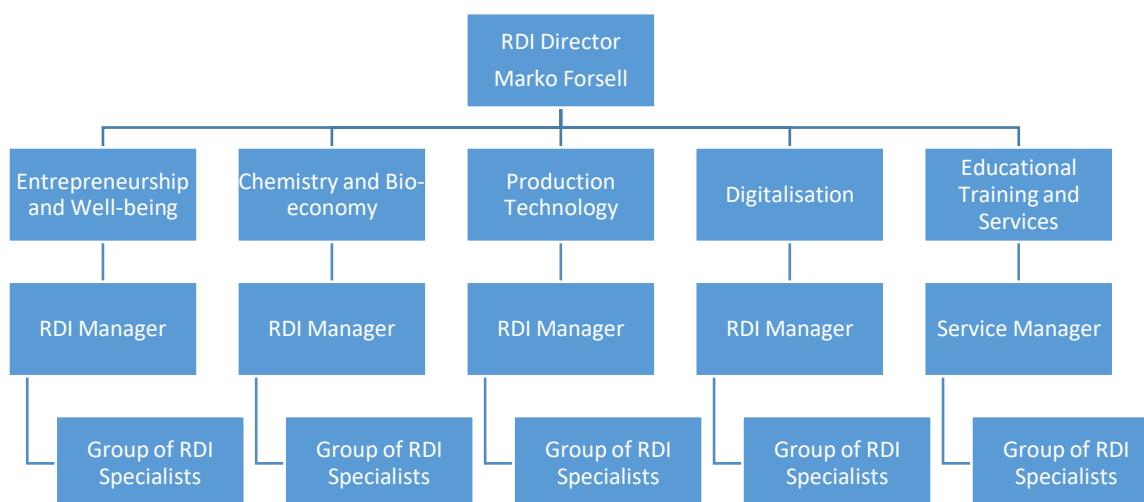 RDI Director
Marko Forsell
Entrepreneurship
and Well-being
Chemistry and Bio-
economy
Production
Technology
Digitalisation
Educational
Training and
Services
RDI Manager
RDI Manager
RDI Manager
RDI Manager
Service Manager
Group of RDI
Specialists
Group of RDI
Specialists
Group of RDI
Specialists
Group of RDI
Specialists
Group of RDI
Specialists